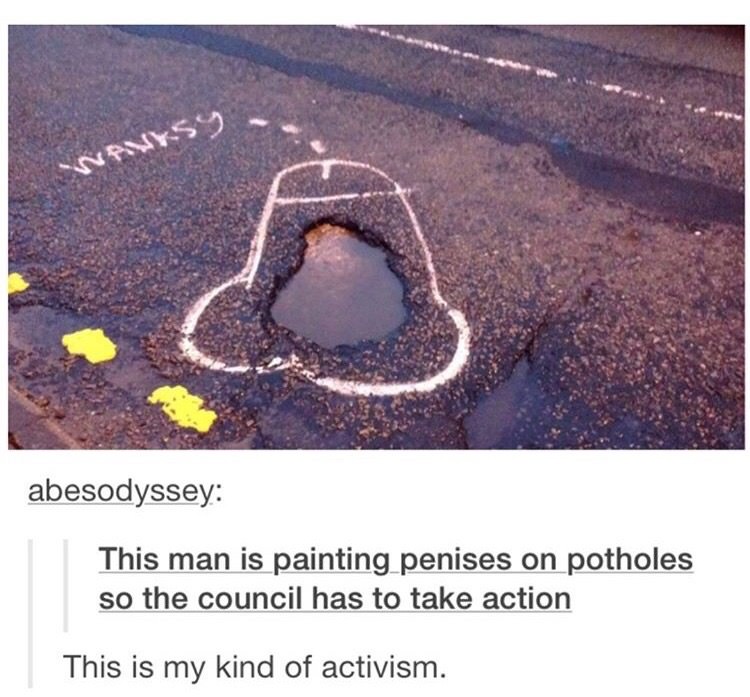 WANKSY
abesodyssey:
This man is painting penises on potholes
so the council has to take action
This is my kind of activism.